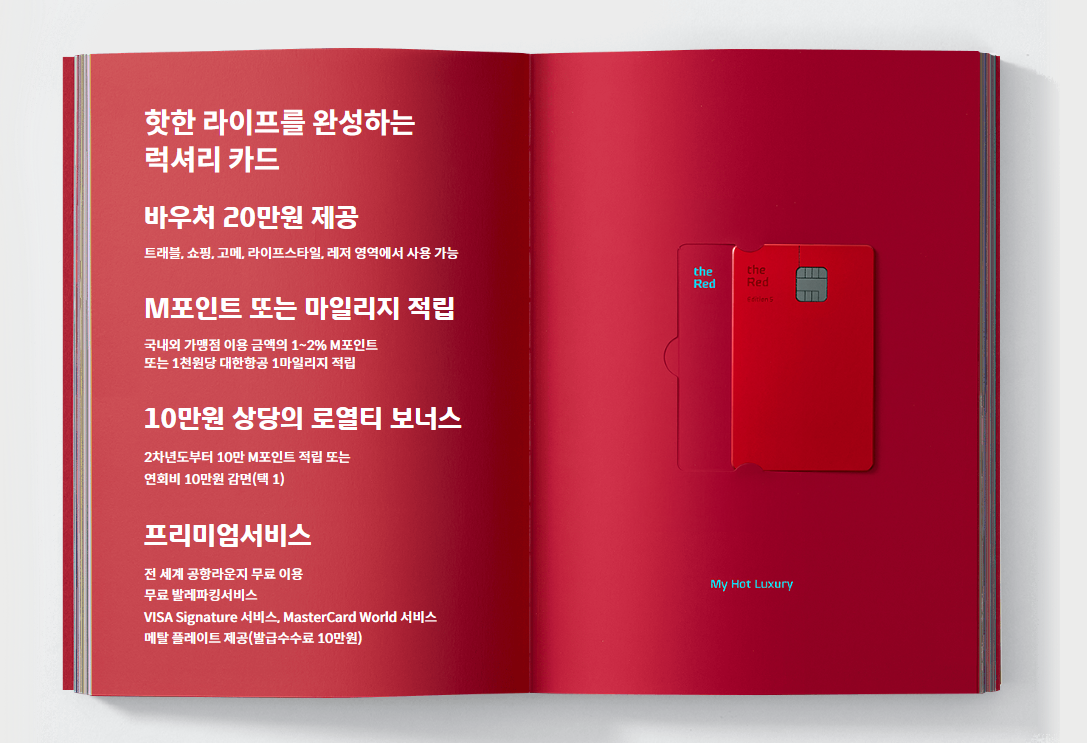 핫한 라이프를 완성하는
럭셔리 카드
바우처 20만원 제공
트래블, 쇼핑, 고메, 라이프스타일, 레저 영역에서 사용 가능
M포인트 또는 마일리지 적립
국내외 가맹점 이용 금액의 1~2% M포인트
또는 1천원당 대한항공 1마일리지 적립
10만원 상당의 로열티 보너스
2차년도부터 10만 M포인트 적립 또는
연회비 10만원 감면(택 1)
프리미엄서비스
전 세계 공항라운지 무료 이용
무료 발레파킹서비스
VISA Signature 서비스, MasterCard World 서비스
메탈 플레이트 제공(발급수수료 10만원)
the
Red
the
Red
My Hot Luxury